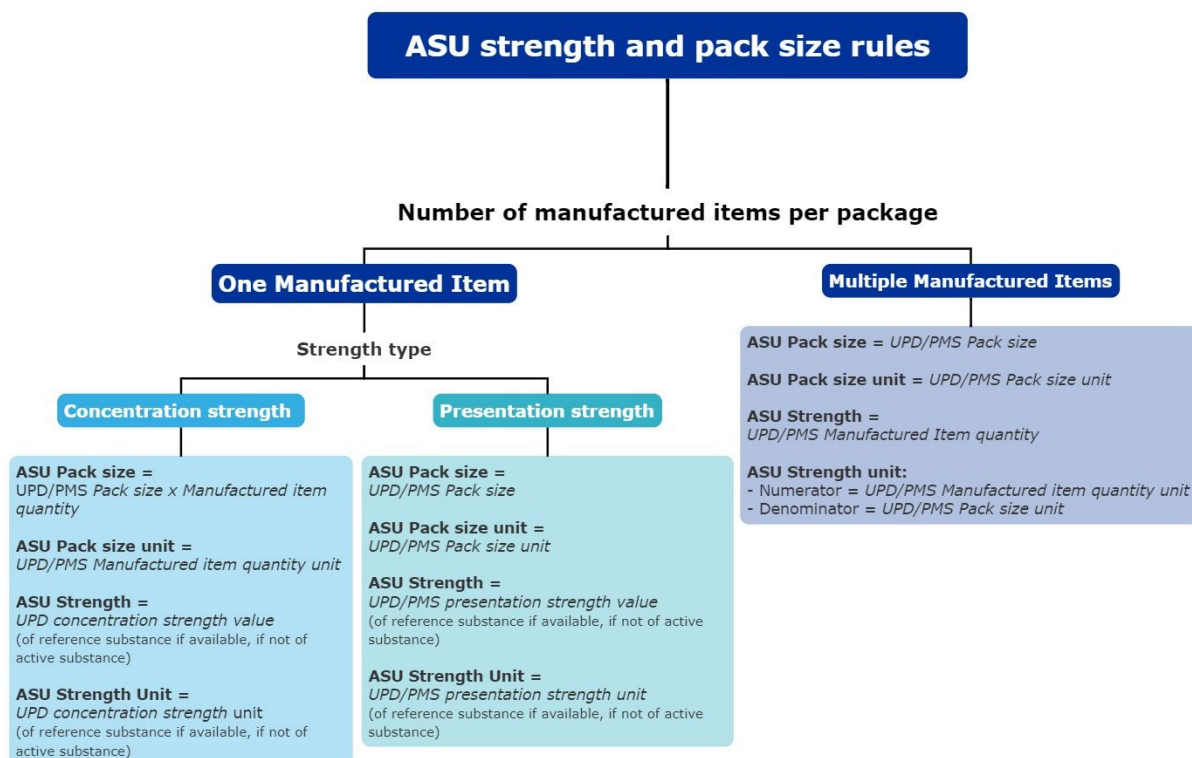 ASU strength and pack size rules
Number of manufactured items per package
One Manufactured Item
Multiple Manufactured Items
Strength type
Concentration strength
Presentation strength
ASU Pack size =
UPD/PMS Pack size x Manufactured item
quantity
ASU Pack size unit =
UPD/PMS Manufactured item quantity unit
ASU Strength =
UPD concentration strength value
(of reference substance if available, if not of
active substance)
ASU Strength Unit =
UPD concentration strength unit
(of reference substance if available, if not of
active substance)
ASU Pack size =
UPD/PMS Pack size
ASU Pack size unit =
UPD/PMS Pack size unit
ASU Strength =
UPD/PMS presentation strength value
(of reference substance if available, if not of active
substance)
ASU Strength Unit =
UPD/PMS presentation strength unit
(of reference substance if available, if not of active
substance)
ASU Pack size = UPD/PMS Pack size
ASU Pack size unit = UPD/PMS Pack size unit
ASU Strength =
UPD/PMS Manufactured Item quantity
ASU Strength unit:
- Numerator = UPD/PMS Manufactured item quantity unit
- Denominator = UPD/PMS Pack size unit